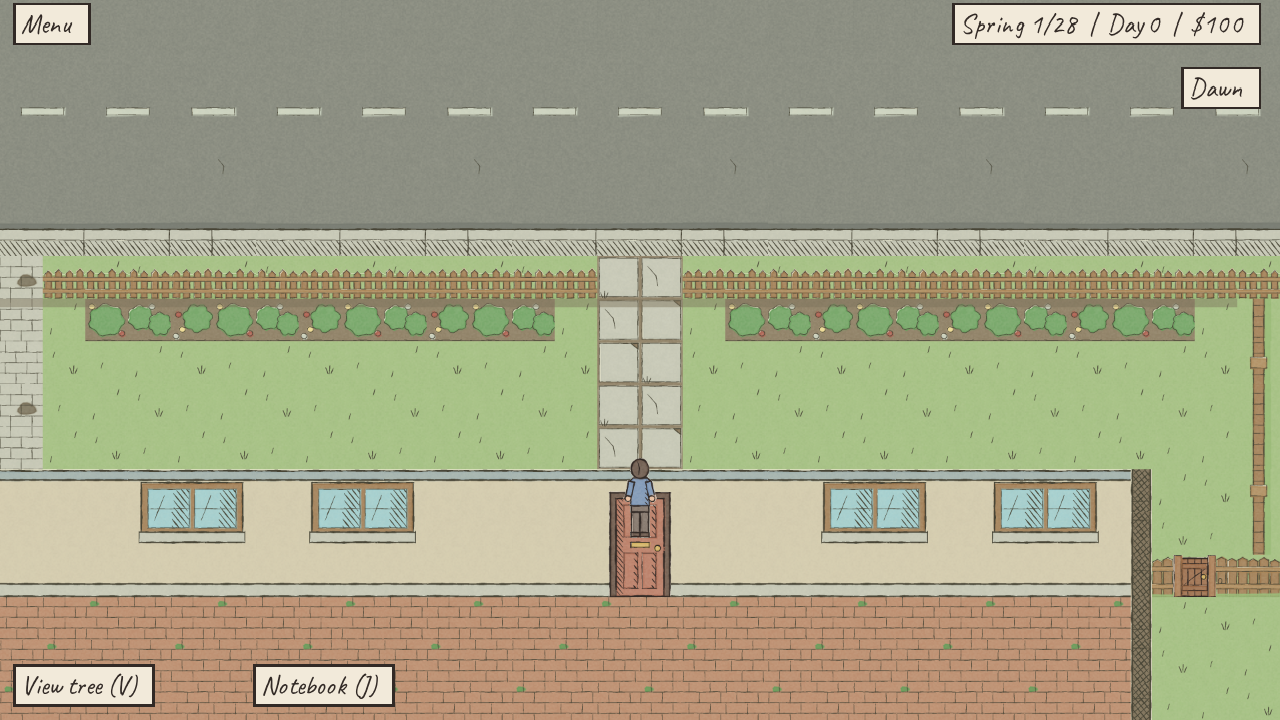 Menu
Spring 1/28 | Day 0 | $100
Dawn
View tree (V)
Notebook (J)